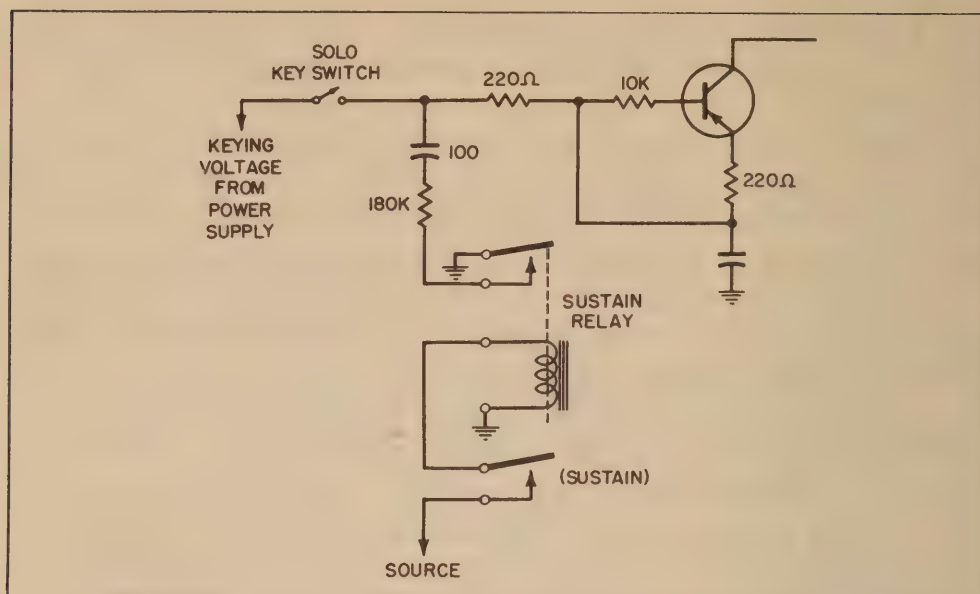 SOLO
KEY SWITCH
220Ω
10K
KEYING
VOLTAGE
FROM
POWER
SUPPLY
100
180K
220Ω
SUSTAIN
RELAY
(SUSTAIN)
SOURCE